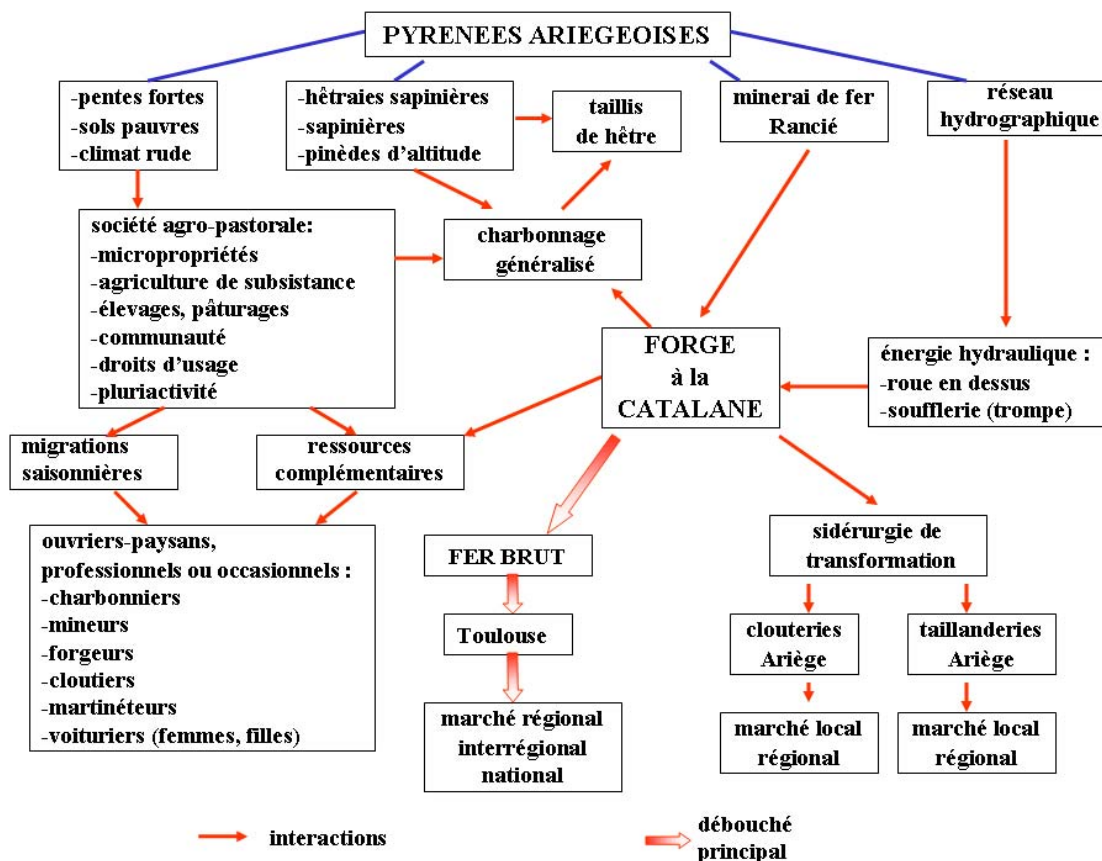 PYRENEES ARIEGEOISES
-pentes fortes
-sols pauvres
-climat rude
-hêtraies sapinières
-sapinières
-pinèdes d’altitude
taillis
de hêtre
minerai de fer
Rancié
réseau
hydrographique
société agro-pastorale:
-micropropriétés
-agriculture de subsistance
-élevages, pâturages
-communauté
-droits d’usage
-pluriactivité
charbonnage
généralisé
FORGE
à la
CATALANE
énergie hydraulique :
-roue en dessus
-soufflerie (trompe)
migrations
saisonnières
ressources
complémentaires
ouvriers-paysans,
professionnels ou occasionnels :
-charbonniers
-mineurs
-forgeurs
-cloutiers
-martinéteurs
-voituriers (femmes, filles)
FER BRUT
Toulouse
marché régional
interrégional
national
sidérurgie de
transformation
clouteries
Ariège
taillanderies
Ariège
marché local
régional
marché local
régional
interactions
débouché
principal